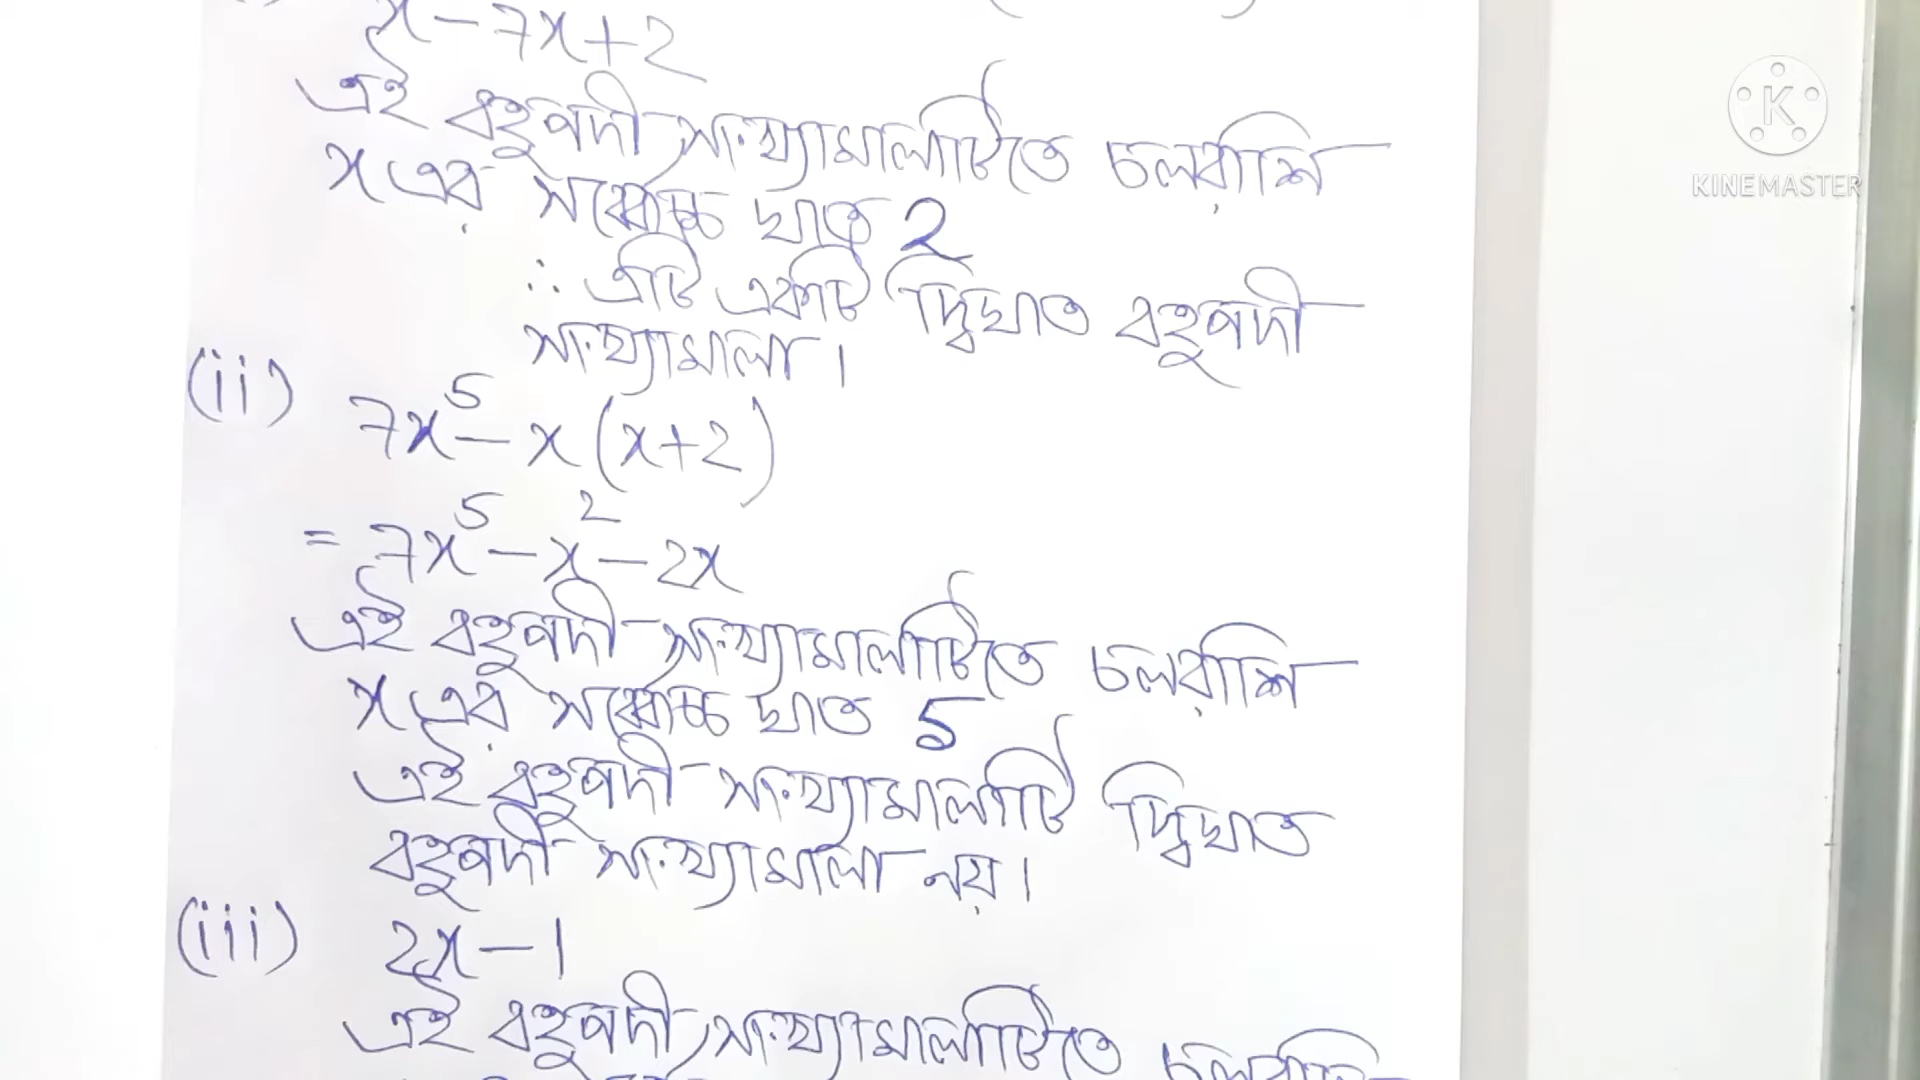 x - 7x + 2
এই বহুপদী সংখ্যামালাটিতে চলরাশি
x এর সর্বোচ্চ ঘাত 2
∴ এটি একটি দ্বিঘাত বহুপদী
সংখ্যামালা।
(ii) 7x⁵ - x(x+2)
= 7x⁵ - x² - 2x
এই বহুপদী সংখ্যামালাটিতে চলরাশি
x এর সর্বোচ্চ ঘাত 5
এই বহুপদী সংখ্যামালাটি দ্বিঘাত
বহুপদী সংখ্যামালা নয়।
(iii) 2x - 1
এই বহুপদী সংখ্যামালাটিতে চলরাশি
K
KINEMASTER